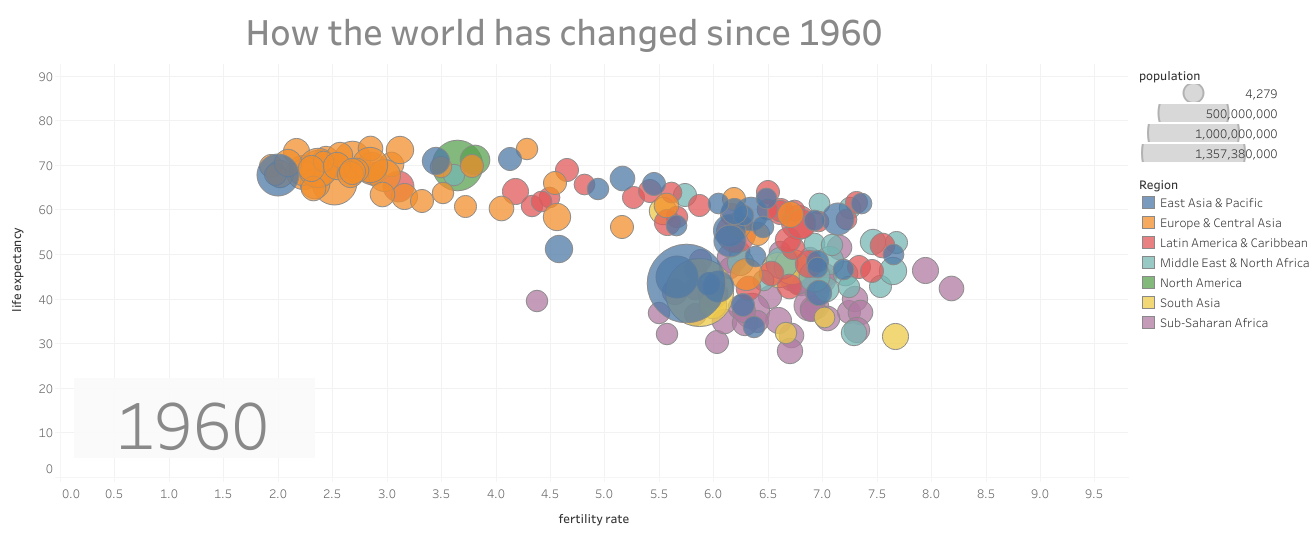 How the world has changed since 1960
90
80
70
60
50
40
30
20
10
0
life expectancy
1960
0.0 0.5 1.0 1.5 2.0 2.5 3.0 3.5 4.0 4.5 5.0 5.5 6.0 6.5 7.0 7.5 8.0 8.5 9.0 9.5
fertility rate
population
4,279
500,000,000
1,000,000,000
1,357,380,000
Region
East Asia & Pacific
Europe & Central Asia
Latin America & Caribbean
Middle East & North Africa
North America
South Asia
Sub-Saharan Africa